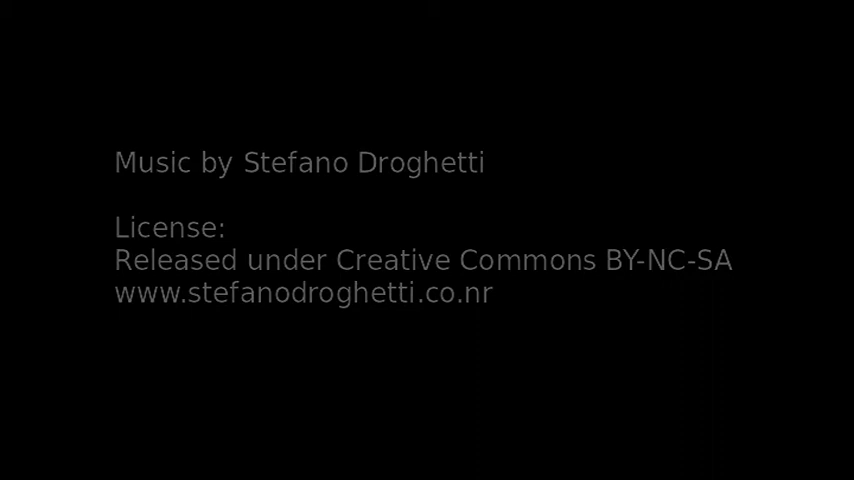 Music by Stefano Droghetti
License:
Released under Creative Commons BY-NC-SA
www.stefanodroghetti.co.nr